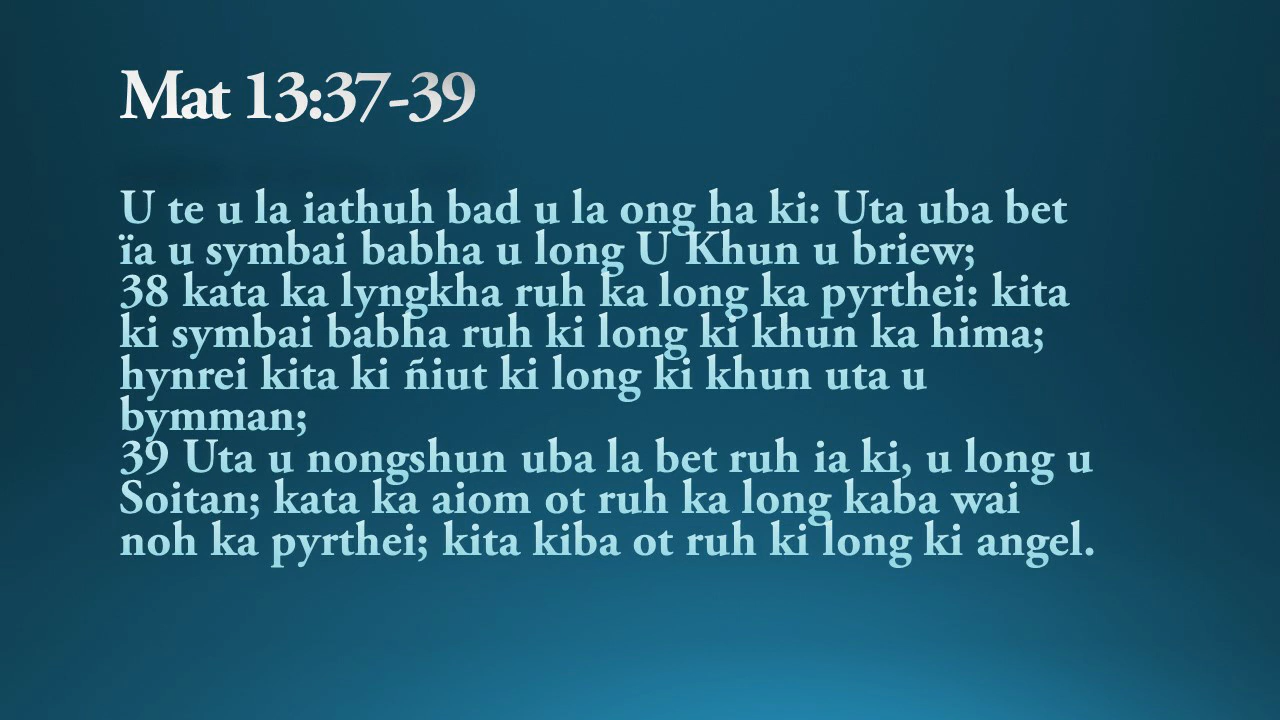 Mat 13:37-39
U te u la iathuh bad u la ong ha ki: Uta uba bet
ïa u symbai babha u long U Khun u briew;
38 kata ka lyngkha ruh ka long ka pyrthei: kita
ki symbai babha ruh ki long ki khun ka hima;
hynrei kita ki ñiut ki long ki khun uta u
bymman;
39 Uta u nongshun uba la bet ruh ia ki, u long u
Soitan; kata ka aiom ot ruh ka long kaba wai
noh ka pyrthei; kita kiba ot ruh ki long ki angel.